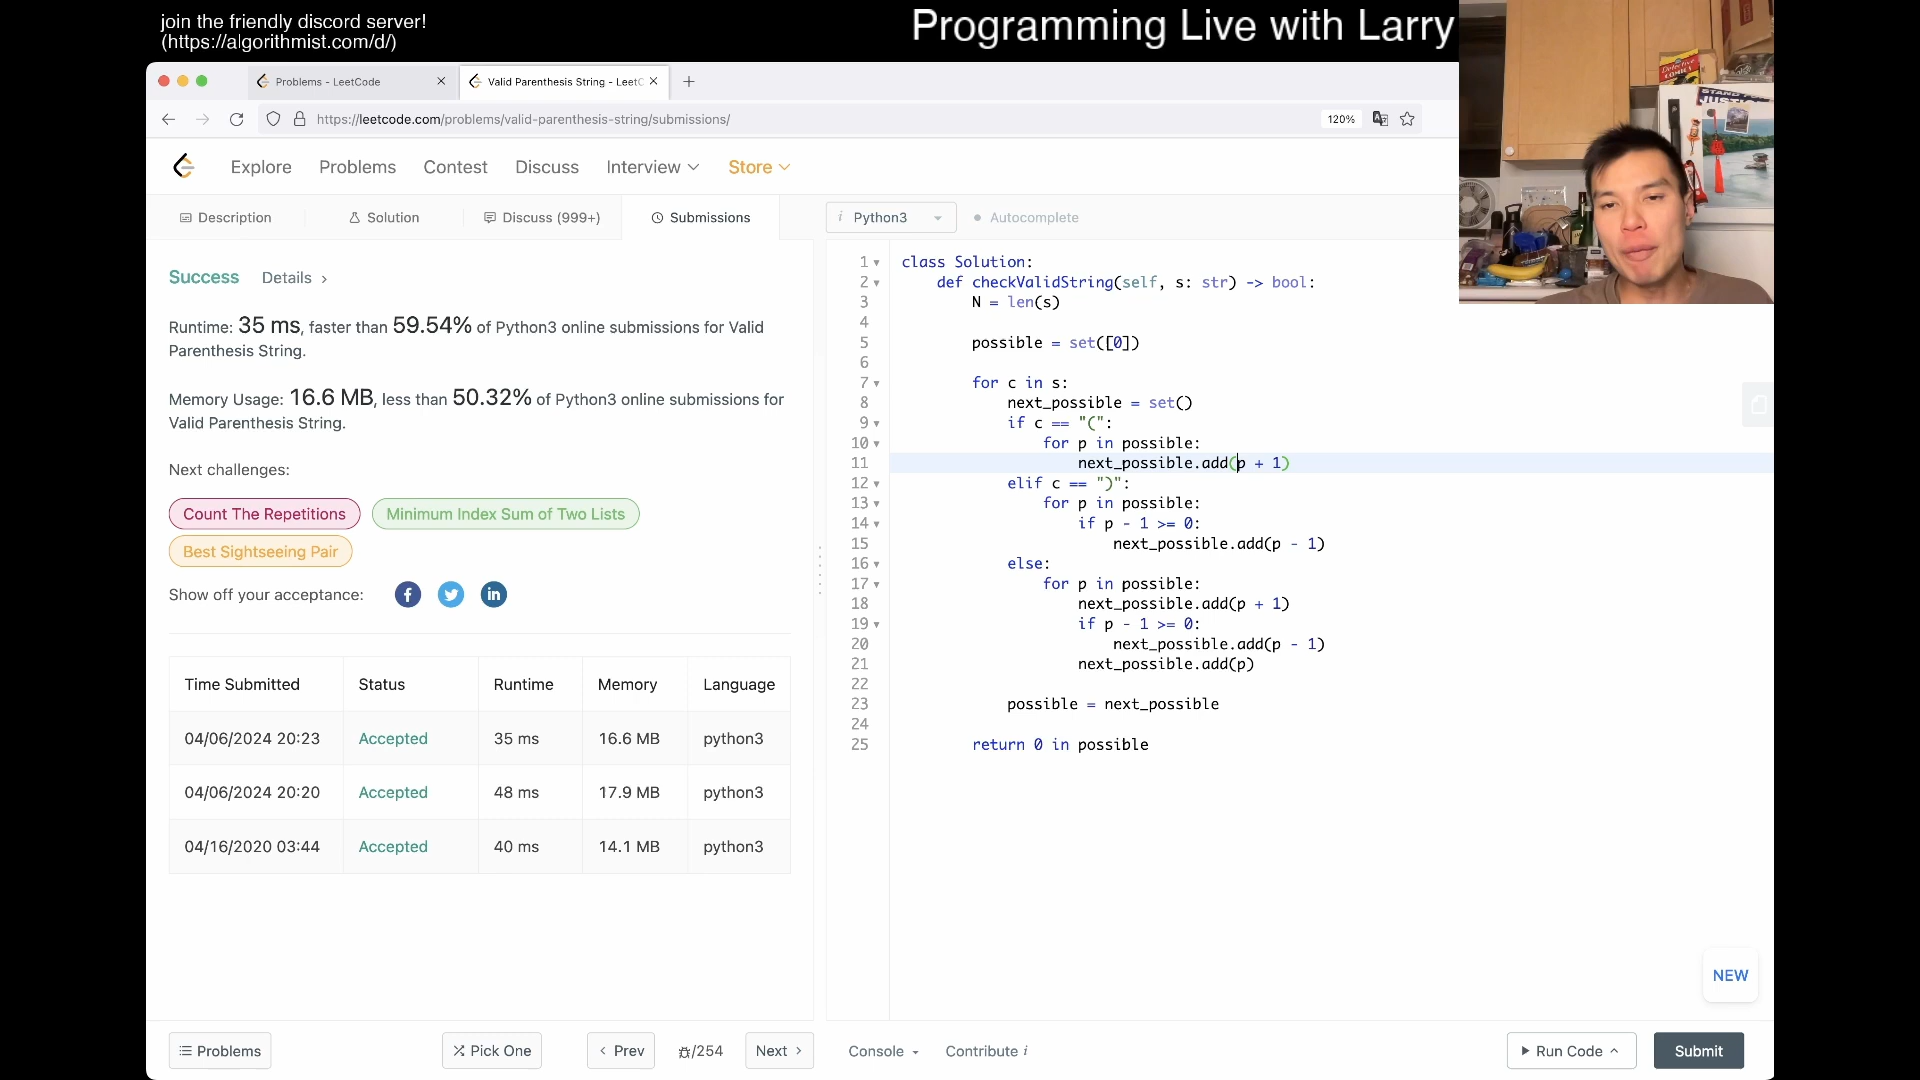 join the friendly discord server!
(https://algorithmist.com/d/)
Programming Live with Larry
Problems - LeetCode
Valid Parenthesis String - LeetC
https://leetcode.com/problems/valid-parenthesis-string/submissions/
120%
Explore
Problems
Contest
Discuss
Interview
Store
Description
Solution
Discuss (999+)
Submissions
i Python3
Autocomplete
Success
Details
Runtime: 35 ms, faster than 59.54% of Python3 online submissions for Valid
Parenthesis String.
Memory Usage: 16.6 MB, less than 50.32% of Python3 online submissions for
Valid Parenthesis String.
Next challenges:
Count The Repetitions
Minimum Index Sum of Two Lists
Best Sightseeing Pair
Show off your acceptance:
Time Submitted Status Runtime Memory Language
04/06/2024 20:23 Accepted 35 ms 16.6 MB python3
04/06/2024 20:20 Accepted 48 ms 17.9 MB python3
04/16/2020 03:44 Accepted 40 ms 14.1 MB python3
1 class Solution:
2 def checkValidString(self, s: str) -> bool:
3 N = len(s)
4
5 possible = set([0])
6
7 for c in s:
8 next_possible = set()
9 if c == "(":
10 for p in possible:
11 next_possible.add(p + 1)
12 elif c == ")":
13 for p in possible:
14 if p - 1 >= 0:
15 next_possible.add(p - 1)
16 else:
17 for p in possible:
18 next_possible.add(p + 1)
19 if p - 1 >= 0:
20 next_possible.add(p - 1)
21 next_possible.add(p)
22
23 possible = next_possible
24
25 return 0 in possible
NEW
Problems
Pick One
Prev
/254
Next
Console
Contribute i
Run Code
Submit